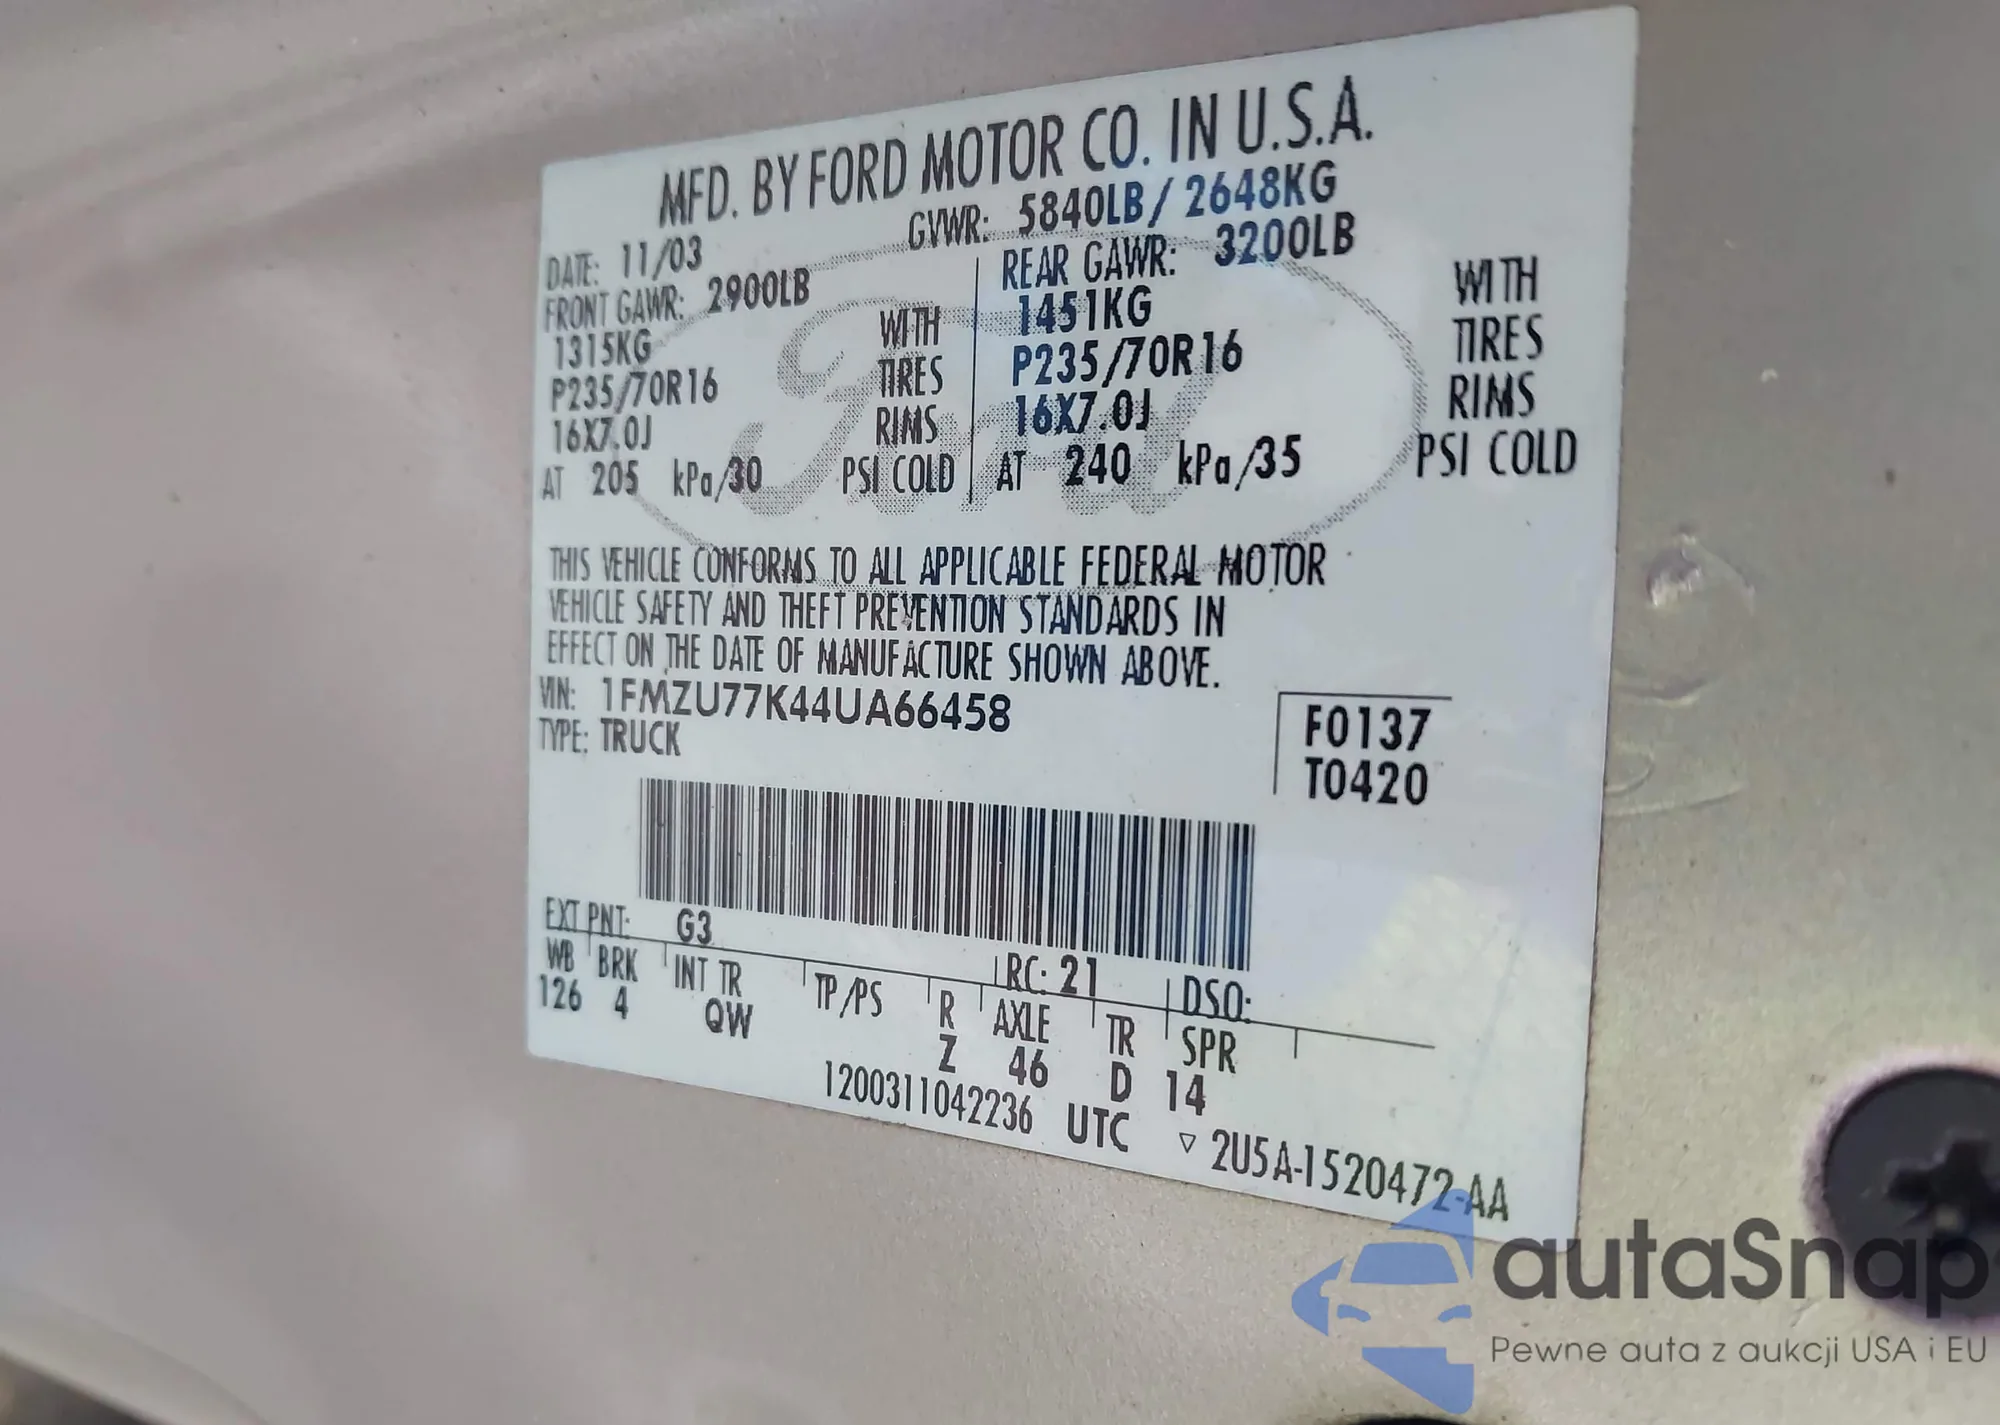 MFD. BY FORD MOTOR CO. IN U.S.A.
DATE: 11/03 GVWR: 5840LB/2648KG
FRONT GAWR: 2900LB REAR GAWR: 3200LB
1315KG WITH 1451KG WITH
P235/70R16 TIRES P235/70R16 TIRES
16X7.0J RIMS 16X7.0J RIMS
AT 205 kPa/30 PSI COLD AT 240 kPa/35 PSI COLD
Ford
THIS VEHICLE CONFORMS TO ALL APPLICABLE FEDERAL MOTOR
VEHICLE SAFETY AND THEFT PREVENTION STANDARDS IN
EFFECT ON THE DATE OF MANUFACTURE SHOWN ABOVE.
VIN: 1FMZU77K44UA66458
TYPE: TRUCK
F0137
T0420
EXT PNT: G3 RC: 21 DSO:
WB BRK INT TR TP/PS R AXLE TR SPR
126 4 QW Z 46 D 14
1200311042236 UTC ▽ 2U5A-1520472-AA
autaSnap
Pewne auta z aukcji USA i EU